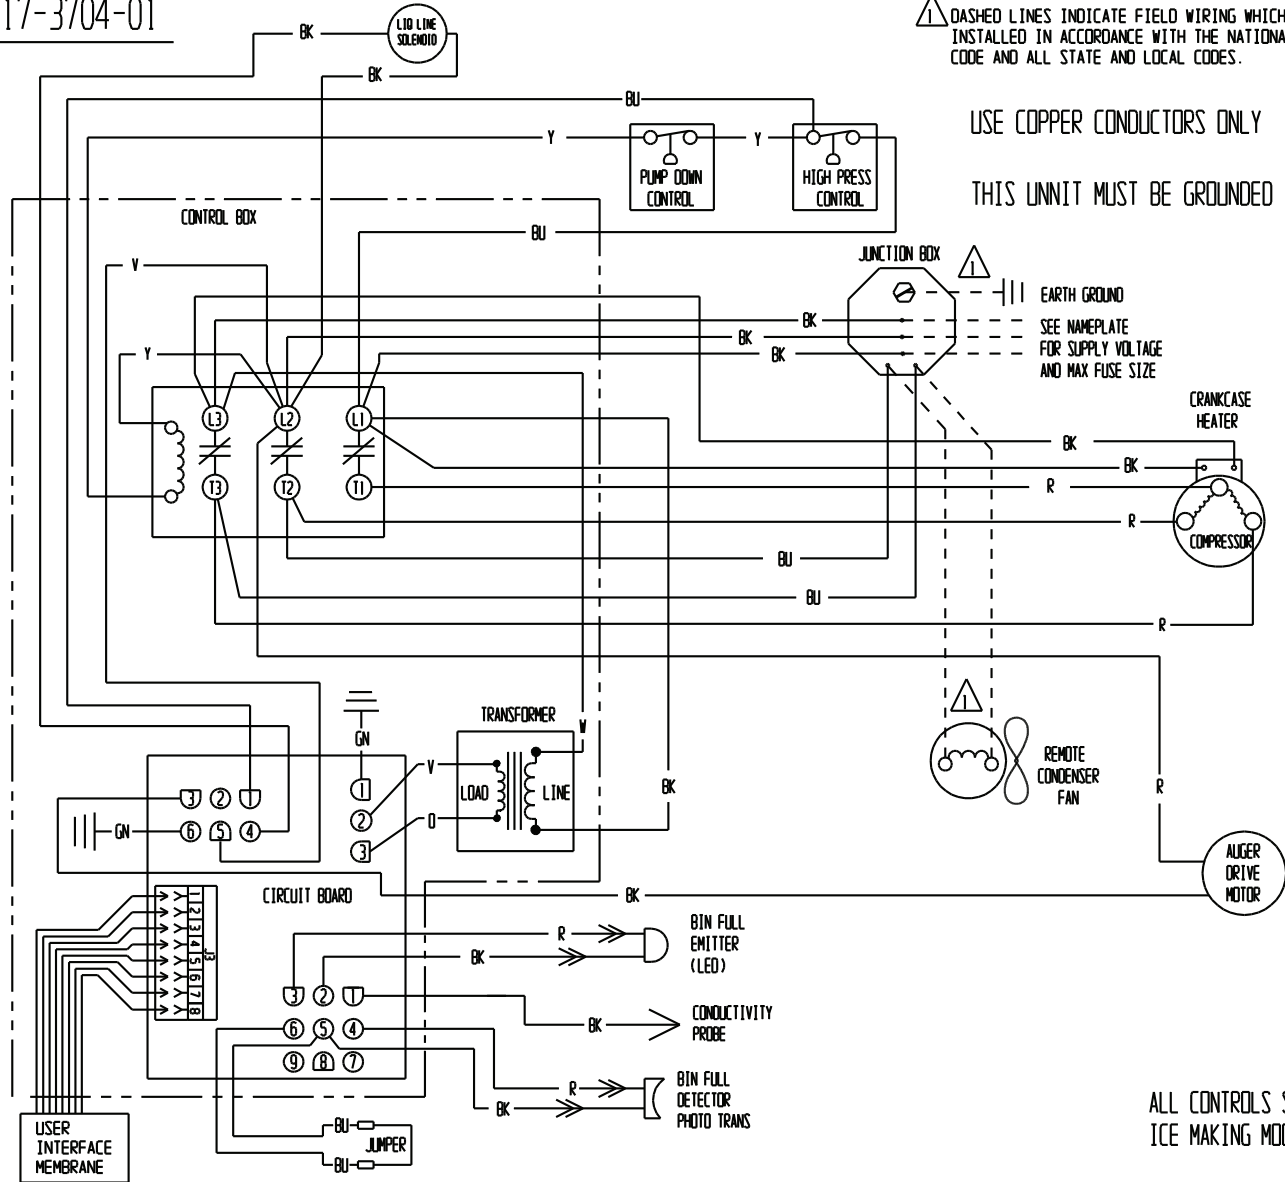 17-3704-01
BK
LIQ LINE
SOLENOID
BK
1 DASHED LINES INDICATE FIELD WIRING WHICH
INSTALLED IN ACCORDANCE WITH THE NATIONA
CODE AND ALL STATE AND LOCAL CODES.
BU
USE COPPER CONDUCTORS ONLY
Y
Y
PUMP DOWN
CONTROL
HIGH PRESS
CONTROL
THIS UNNIT MUST BE GROUNDED
CONTROL BOX
BU
JUNCTION BOX
1
V
EARTH GROUND
BK
SEE NAMEPLATE
FOR SUPPLY VOLTAGE
AND MAX FUSE SIZE
BK
BK
Y
CRANKCASE
HEATER
L3 L2 L1
BK
BK
T3 T2 T1
R
R
COMPRESSOR
BU
BU
R
TRANSFORMER
1
W
GN
V
LOAD
LINE
O
BK
REMOTE
CONDENSER
FAN
R
3 2 1
6 5 4
GN
1
2
3
AUGER
DRIVE
MOTOR
CIRCUIT BOARD
BK
1
2
3
4
5
6
7
8
J3
BIN FULL
EMITTER
(LED)
R
BK
3 2 1
6 5 4
9 8 7
BK
CONDUCTIVITY
PROBE
R
BK
BIN FULL
DETECTOR
PHOTO TRANS
USER
INTERFACE
MEMBRANE
BU
JUMPER
BU
ALL CONTROLS S
ICE MAKING MOD